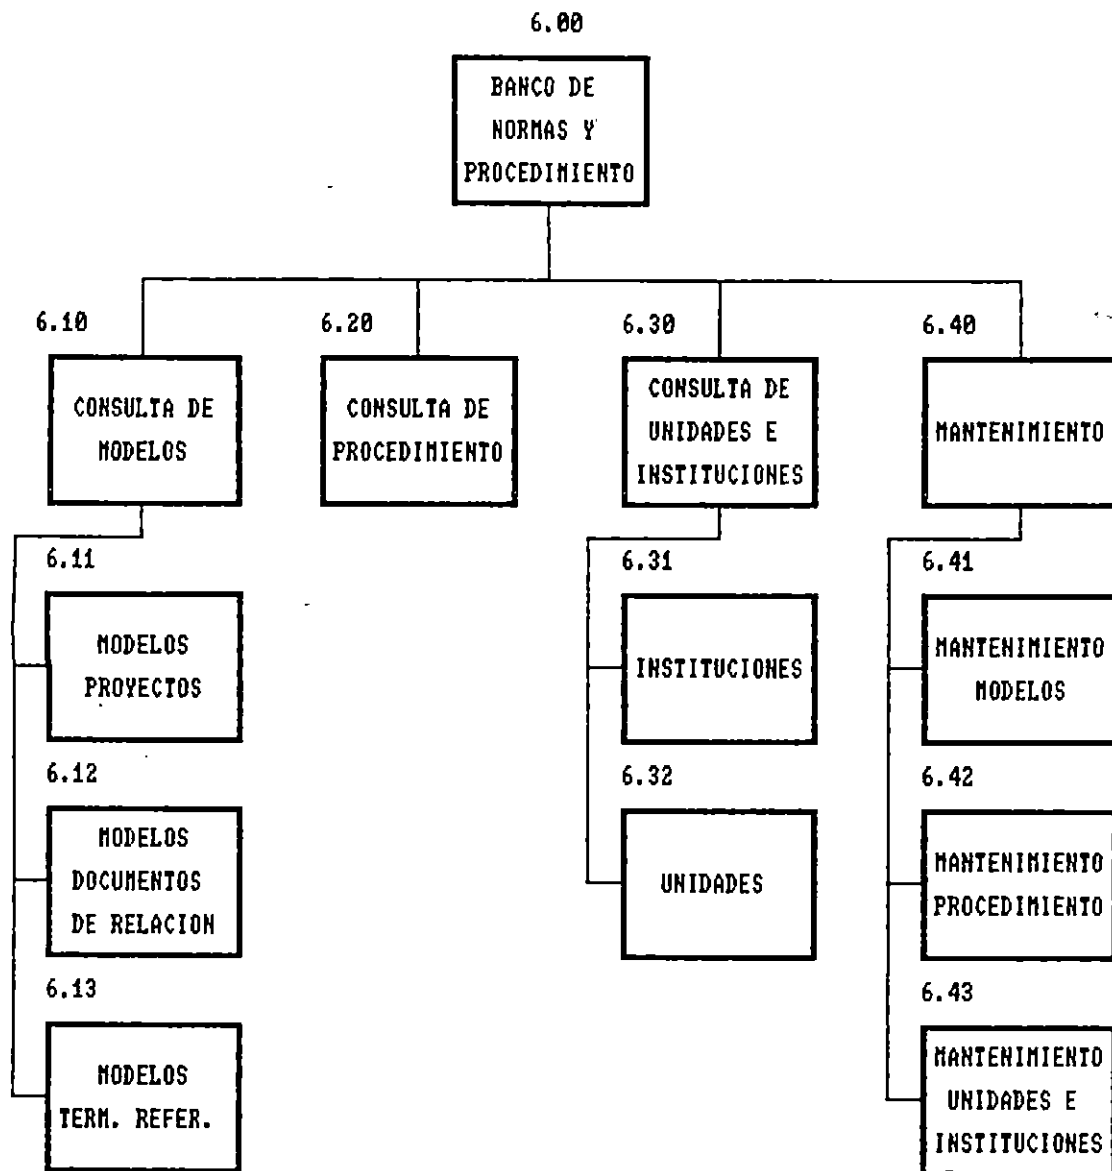 6.00
BANCO DE
NORMAS Y
PROCEDIMIENTO
6.10
CONSULTA DE
MODELOS
6.20
CONSULTA DE
PROCEDIMIENTO
6.30
CONSULTA DE
UNIDADES E
INSTITUCIONES
6.40
MANTENIMIENTO
6.11
MODELOS
PROYECTOS
6.12
MODELOS
DOCUMENTOS
DE RELACION
6.13
MODELOS
TERM. REFER.
6.31
INSTITUCIONES
6.32
UNIDADES
6.41
MANTENIMIENTO
MODELOS
6.42
MANTENIMIENTO
PROCEDIMIENTO
6.43
MANTENIMIENTO
UNIDADES E
INSTITUCIONES